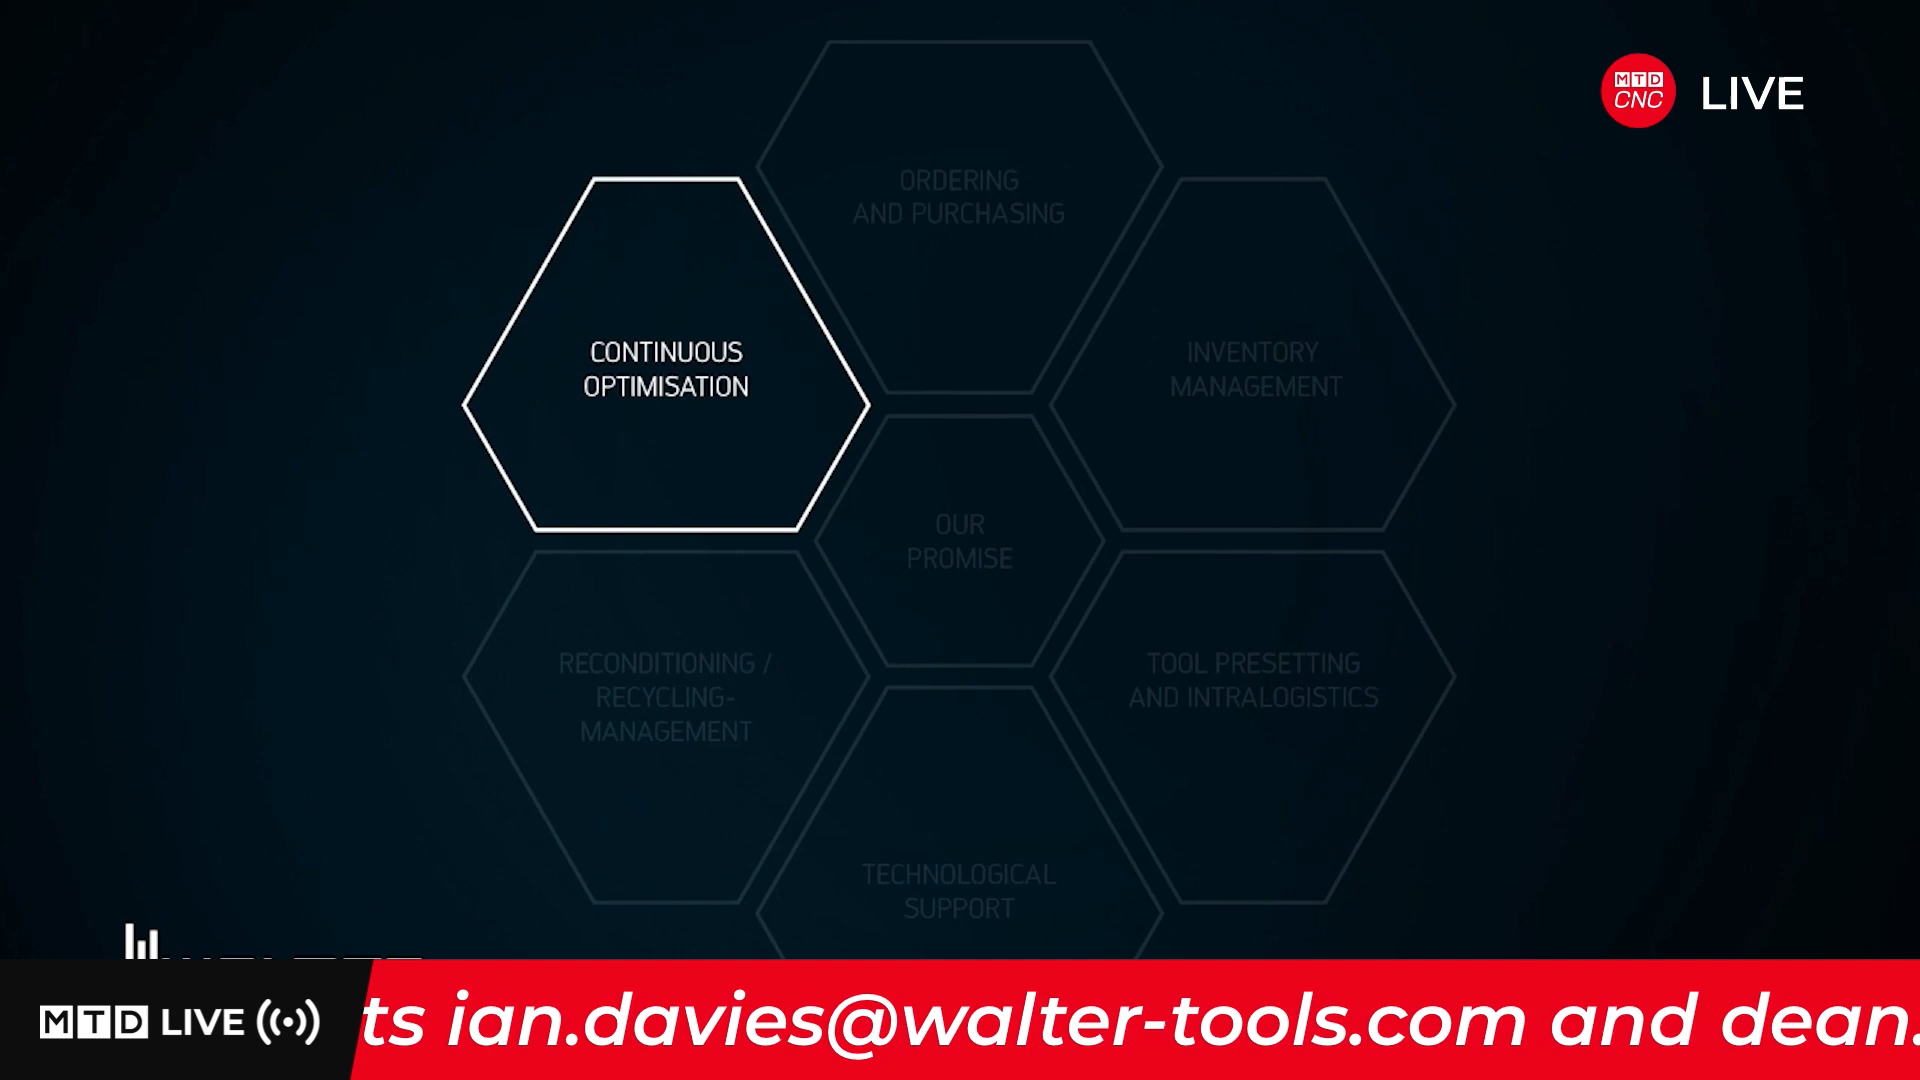 MTD
CNC
LIVE
ORDERING
AND PURCHASING
CONTINUOUS
OPTIMISATION
INVENTORY
MANAGEMENT
OUR
PROMISE
RECONDITIONING /
RECYCLING-
MANAGEMENT
TOOL PRESETTING
AND INTRALOGISTICS
TECHNOLOGICAL
SUPPORT
MTD LIVE
ts ian.davies@walter-tools.com and dean.